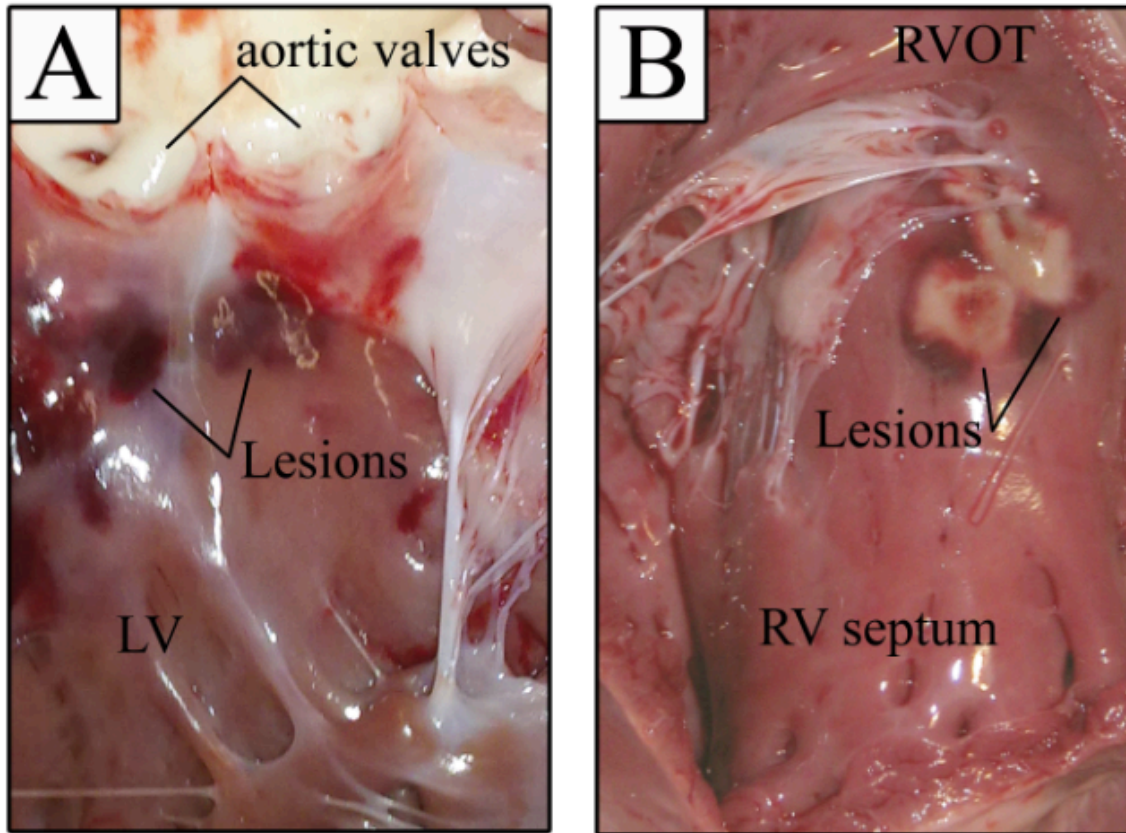 A
aortic valves
Lesions
LV
B
RVOT
Lesions
RV septum